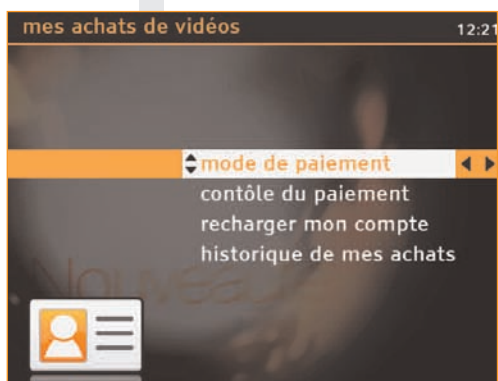 mes achats de vidéos 12:21
mode de paiement
contôle du paiement
recharger mon compte
historique de mes achats
Nouveau